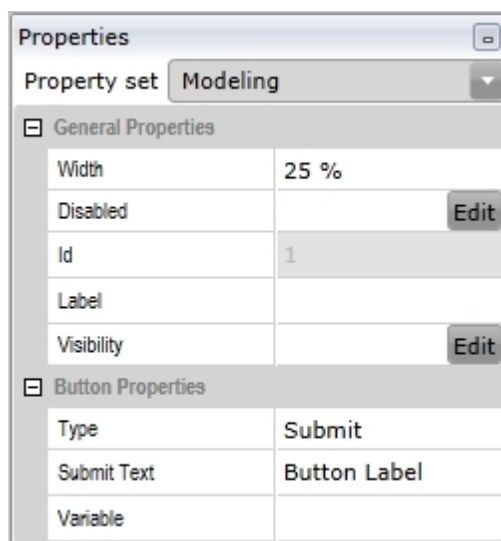 Properties
Property set Modeling
General Properties
Width 25 %
Disabled Edit
Id 1
Label
Visibility Edit
Button Properties
Type Submit
Submit Text Button Label
Variable